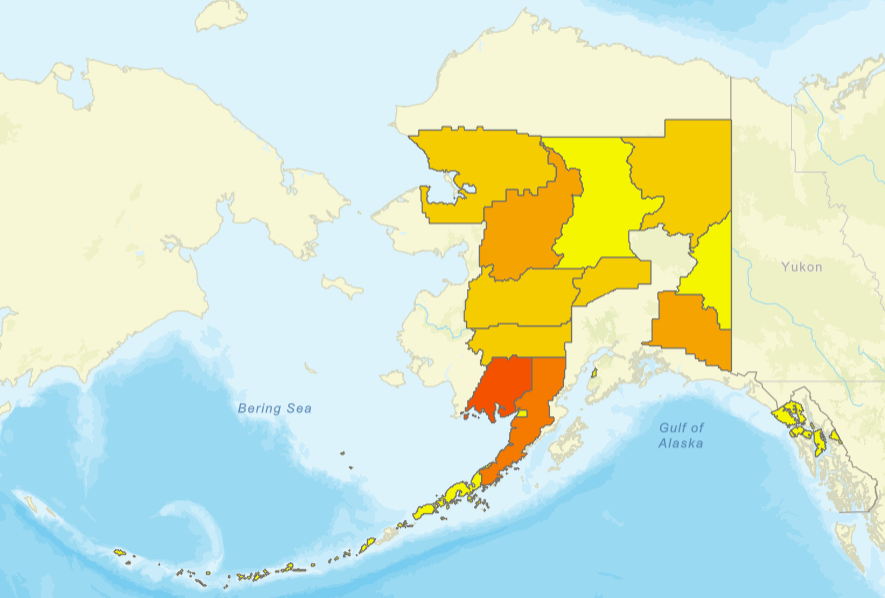 Yukon
Bering Sea
Gulf of
Alaska